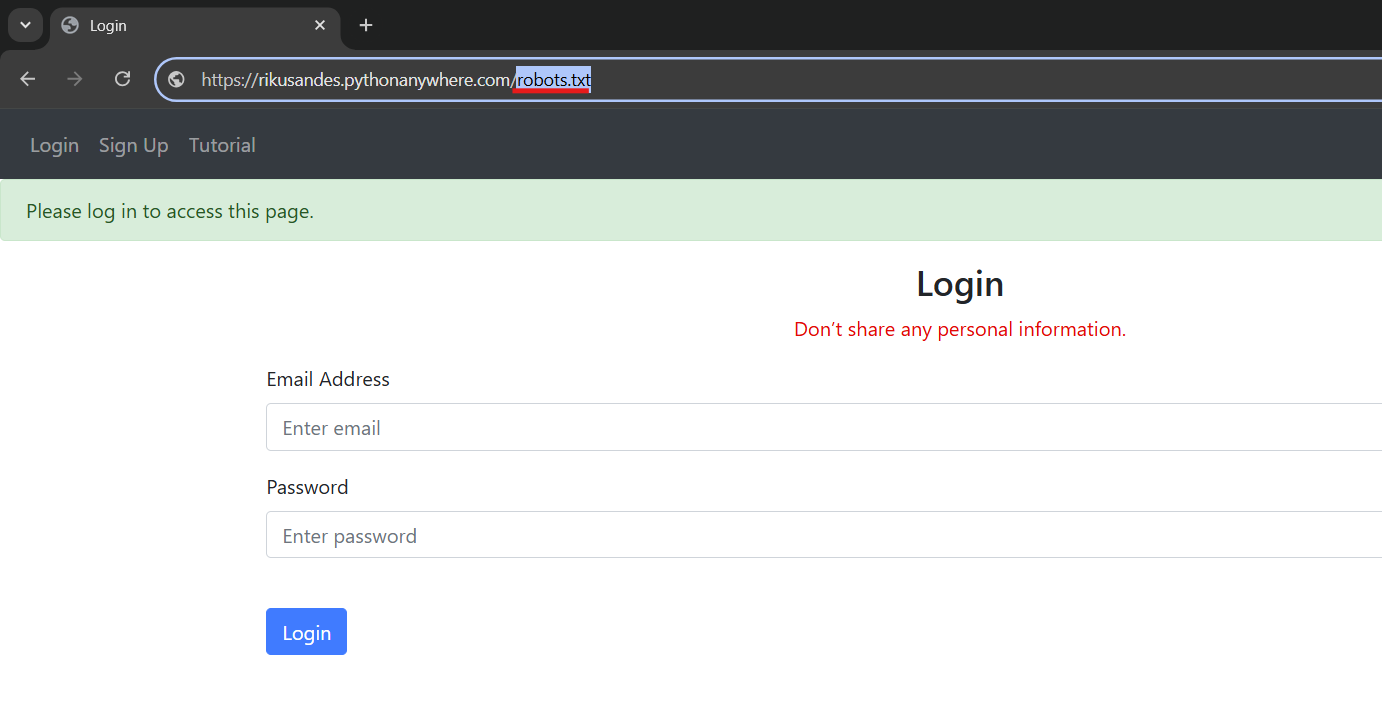 Login
https://rikusandes.pythonanywhere.com/robots.txt
Login Sign Up Tutorial
Please log in to access this page.
Login
Don’t share any personal information.
Email Address
Enter email
Password
Enter password
Login